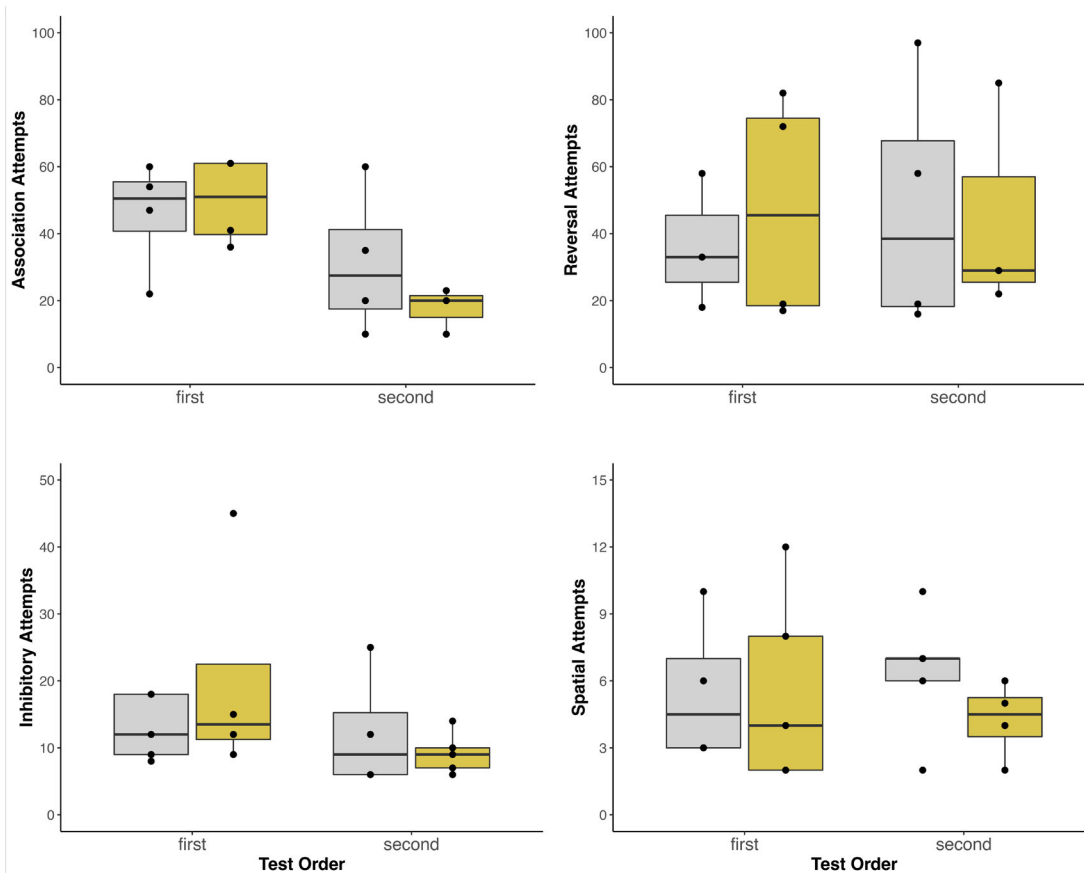 Association Attempts
100
80
60
40
20
0
first second
Reversal Attempts
100
80
60
40
20
0
first second
Inhibitory Attempts
50
40
30
20
10
0
first second
Test Order
Spatial Attempts
15
12
9
6
3
0
first second
Test Order